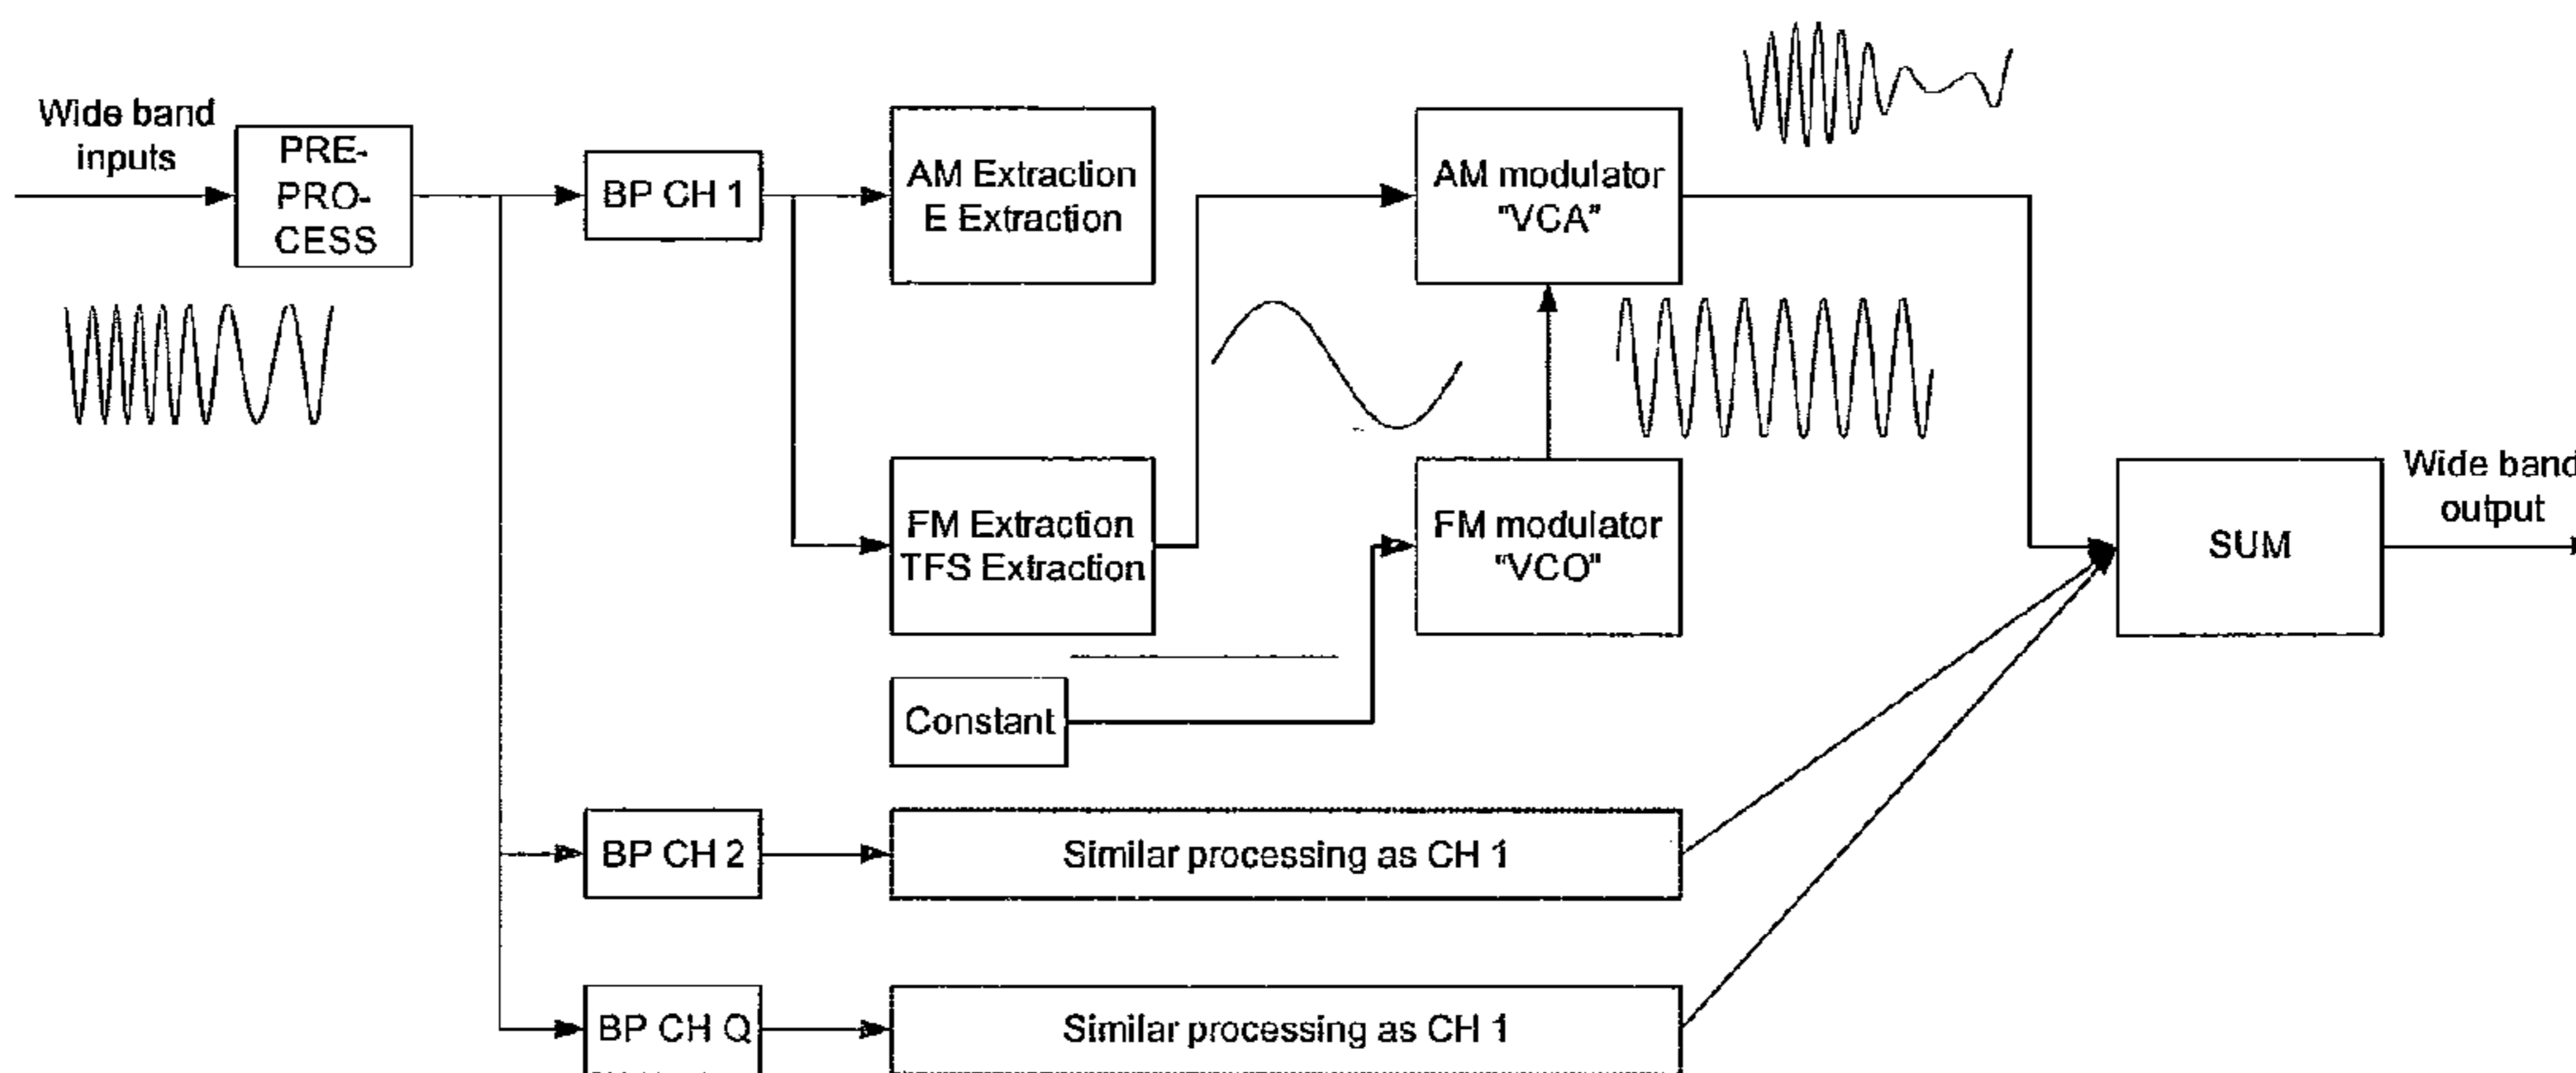 Wide band
inputs
PRE-
PRO-
CESS
BP CH 1
AM Extraction
E Extraction
AM modulator
"VCA"
FM Extraction
TFS Extraction
FM modulator
"VCO"
SUM
Wide band
output
Constant
BP CH 2
Similar processing as CH 1
BP CH Q
Similar processing as CH 1